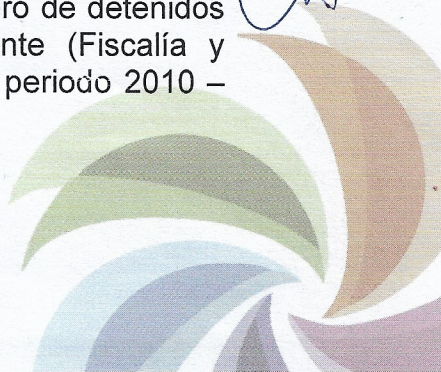 ro de detenidos
nte (Fiscalía y
periodo 2010 –